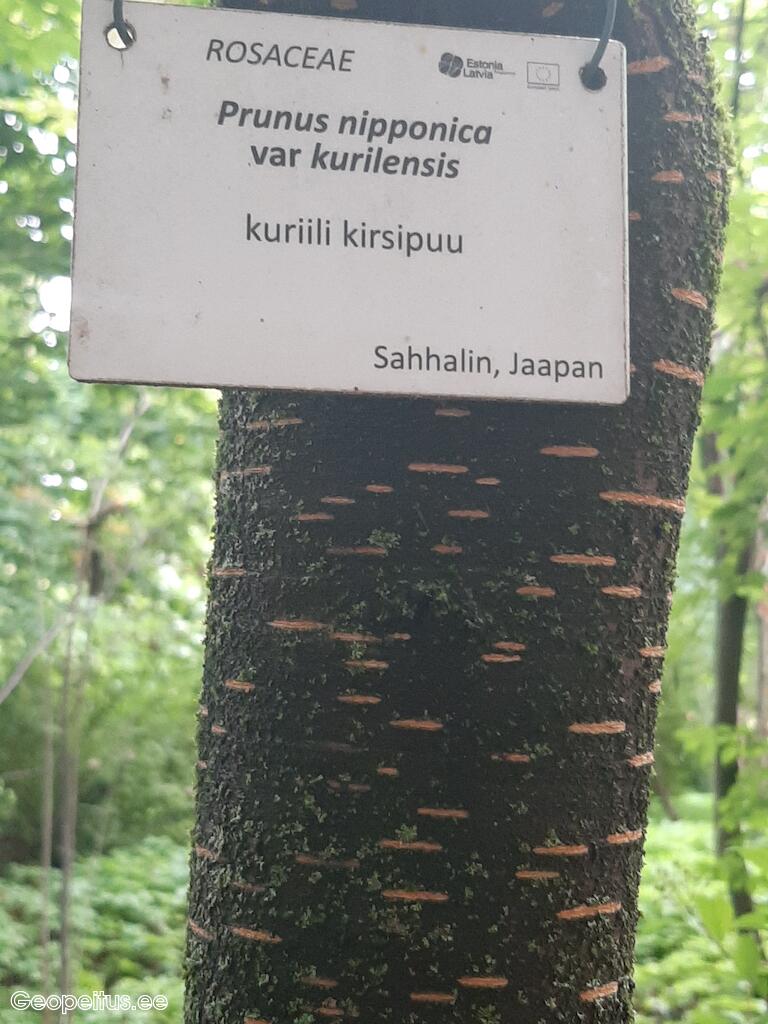 ROSACEAE
Estonia
Latvia
Prunus nipponica
var kurilensis
kuriili kirsipuu
Sahhalin, Jaapan
Geopeitus.ee